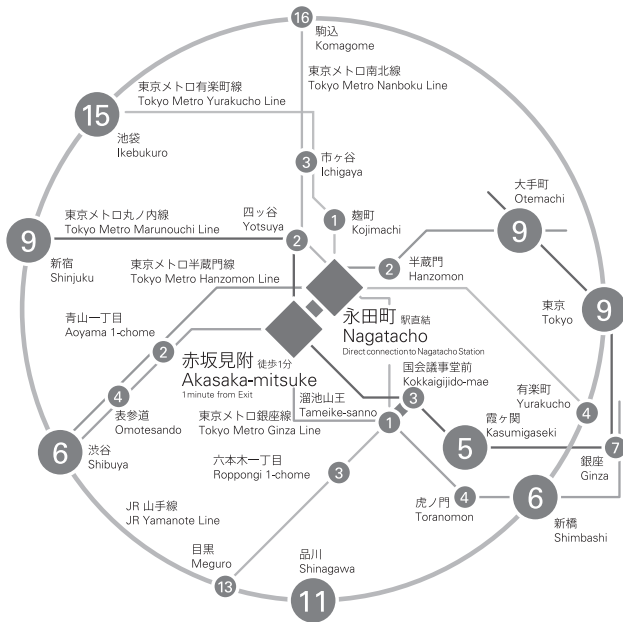 16
駒込
Komagome
東京メトロ南北線
Tokyo Metro Nanboku Line
東京メトロ有楽町線
Tokyo Metro Yurakucho Line
15
池袋
Ikebukuro
3
市ヶ谷
Ichigaya
大手町
Otemachi
9
東京メトロ丸ノ内線
Tokyo Metro Marunouchi Line
四ッ谷
Yotsuya
2
1
麹町
Kojimachi
9
新宿
Shinjuku
東京メトロ半蔵門線
Tokyo Metro Hanzomon Line
2
半蔵門
Hanzomon
9
東京
Tokyo
青山一丁目
Aoyama 1-chome
2
永田町 駅直結
Nagatacho
Direct connection to Nagatacho Station
赤坂見附 徒歩1分
Akasaka-mitsuke
1 minute from Exit
国会議事堂前
Kokkaigijido-mae
3
4
表参道
Omotesando
溜池山王
Tameike-sanno
1
有楽町
Yurakucho
4
東京メトロ銀座線
Tokyo Metro Ginza Line
霞ヶ関
Kasumigaseki
5
6
渋谷
Shibuya
7
銀座
Ginza
六本木一丁目
Roppongi 1-chome
3
虎ノ門
Toranomon
4
6
新橋
Shimbashi
JR 山手線
JR Yamanote Line
目黒
Meguro
13
品川
Shinagawa
11